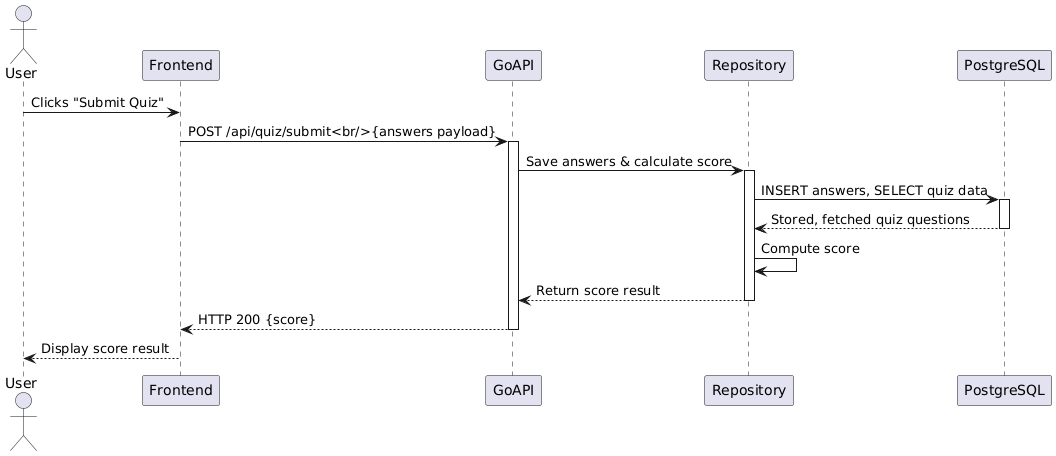 User
Frontend
GoAPI
Repository
PostgreSQL
Clicks "Submit Quiz"
POST /api/quiz/submit<br/>{answers payload}
Save answers & calculate score
INSERT answers, SELECT quiz data
Stored, fetched quiz questions
Compute score
Return score result
HTTP 200 {score}
Display score result
User
Frontend
GoAPI
Repository
PostgreSQL